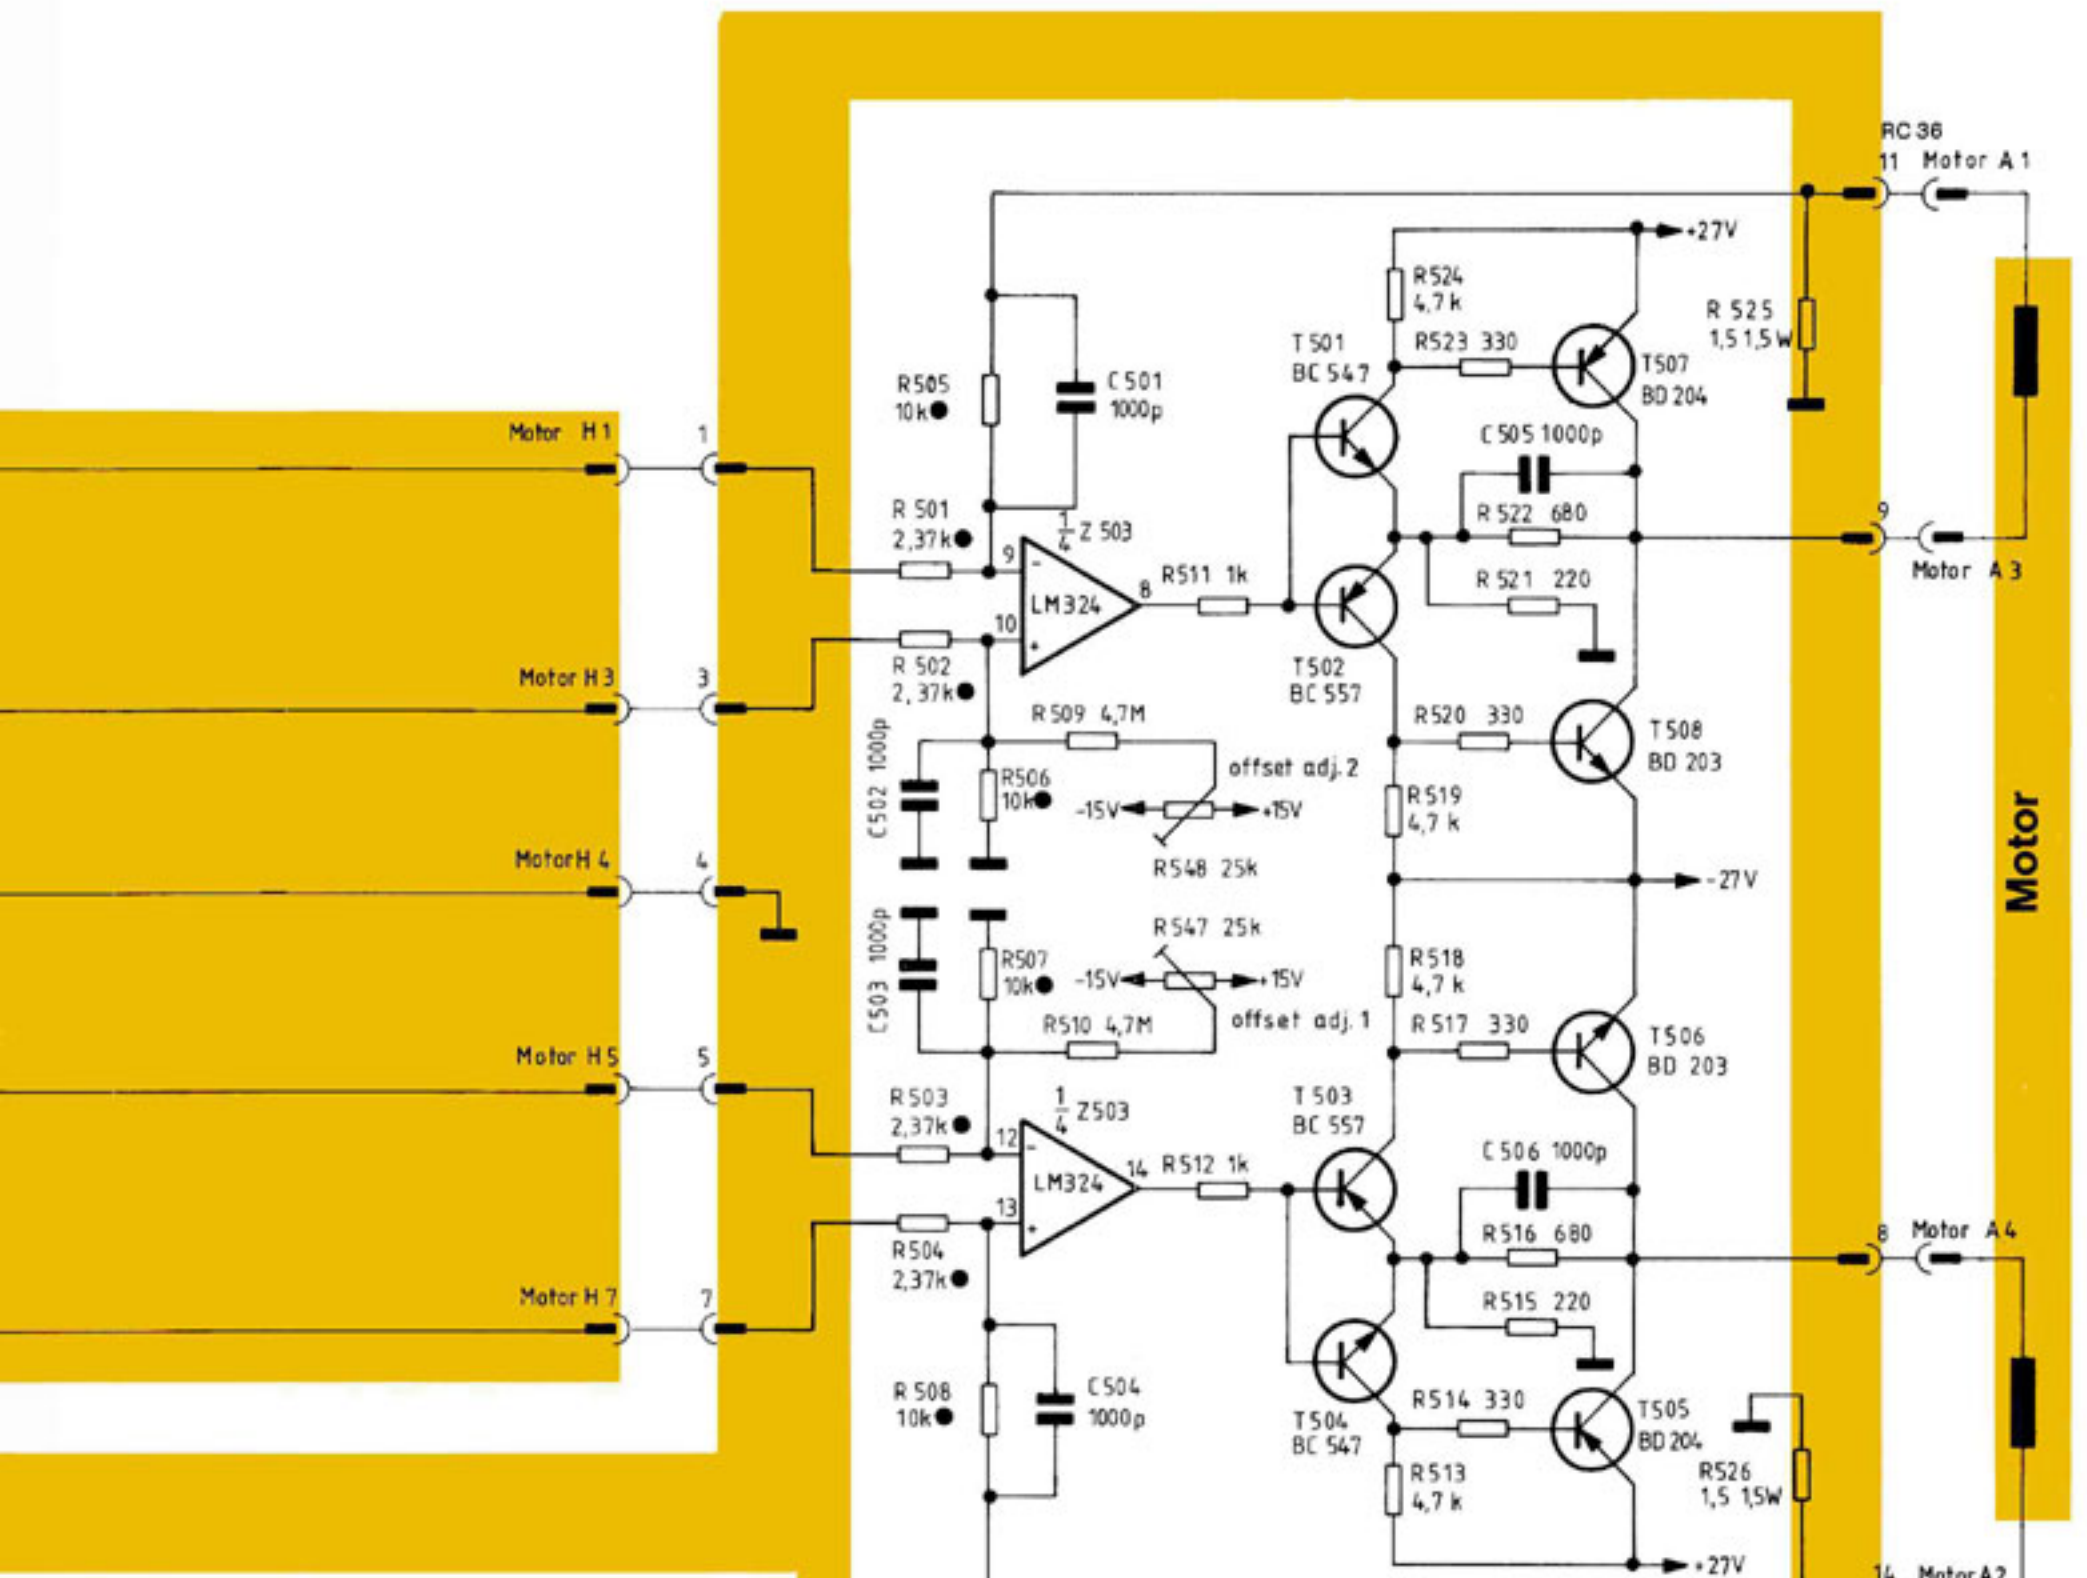 RC 36
11 Motor A 1
+27V
R 524
4,7 k
R 525
1,5 1,5 W
T 501
BC 547
R523 330
T507
BD 204
R505
10k
C 501
1000p
C 505 1000p
Motor H 1
1
R 501
2,37k
1/4 Z 503
R 522 680
9
Motor A 3
9
-
LM324
8
R511 1k
R 521 220
10
+
R 502
2,37k
T502
BC 557
Motor H 3
3
R 509 4,7M
R520 330
T 508
BD 203
C502 1000p
R506
10k
offset adj. 2
-15V
+15V
R519
4,7 k
R548 25k
Motor
Motor H 4
4
-27V
C503 1000p
R547 25k
R507
10k
-15V
+15V
R518
4,7 k
offset adj. 1
R510 4,7M
R 517 330
T506
BD 203
Motor H 5
5
R 503
2,37k
1/4 Z503
T 503
BC 557
12
-
LM324
14
R512 1k
C 506 1000p
13
+
R504
2,37k
R516 680
8
Motor A 4
Motor H 7
7
R515 220
R 508
10k
C 504
1000p
T504
BC 547
R514 330
T505
BD 204
R513
4,7 k
R526
1,5 1,5W
+27V
14 Motor A2